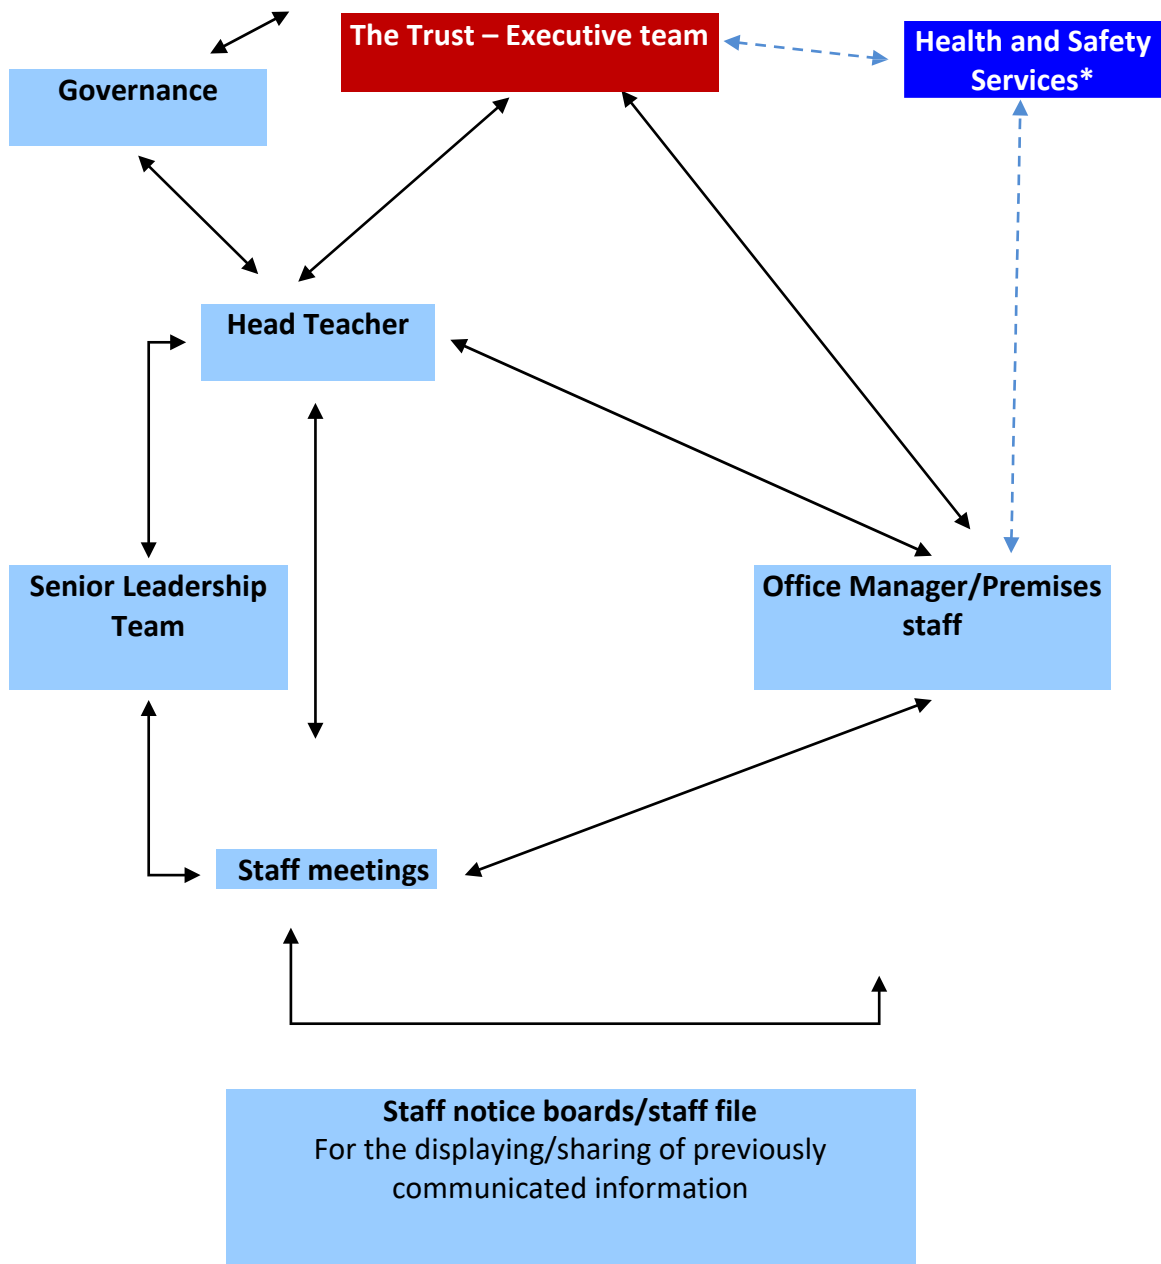 The Trust – Executive team
Health and Safety
Services*
Governance
Head Teacher
Senior Leadership
Team
Office Manager/Premises
staff
Staff meetings
Staff notice boards/staff file
For the displaying/sharing of previously
communicated information